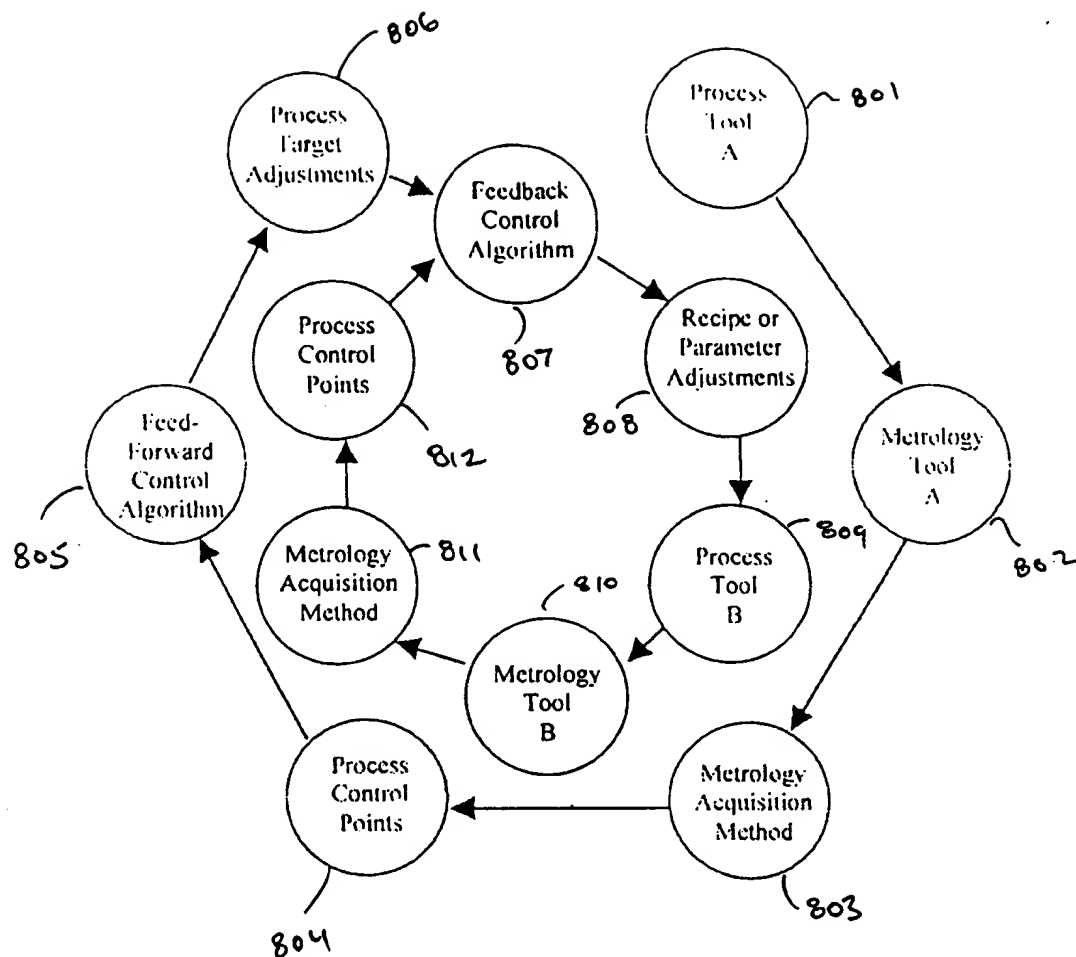 806
Process
Target
Adjustments
Process
Tool
A
801
Feedback
Control
Algorithm
807
Process
Control
Points
812
Recipe or
Parameter
Adjustments
808
Feed-
Forward
Control
Algorithm
805
Metrology
Tool
A
802
Metrology
Acquisition
Method
811
Process
Tool
B
809
810
Metrology
Tool
B
Process
Control
Points
804
Metrology
Acquisition
Method
803